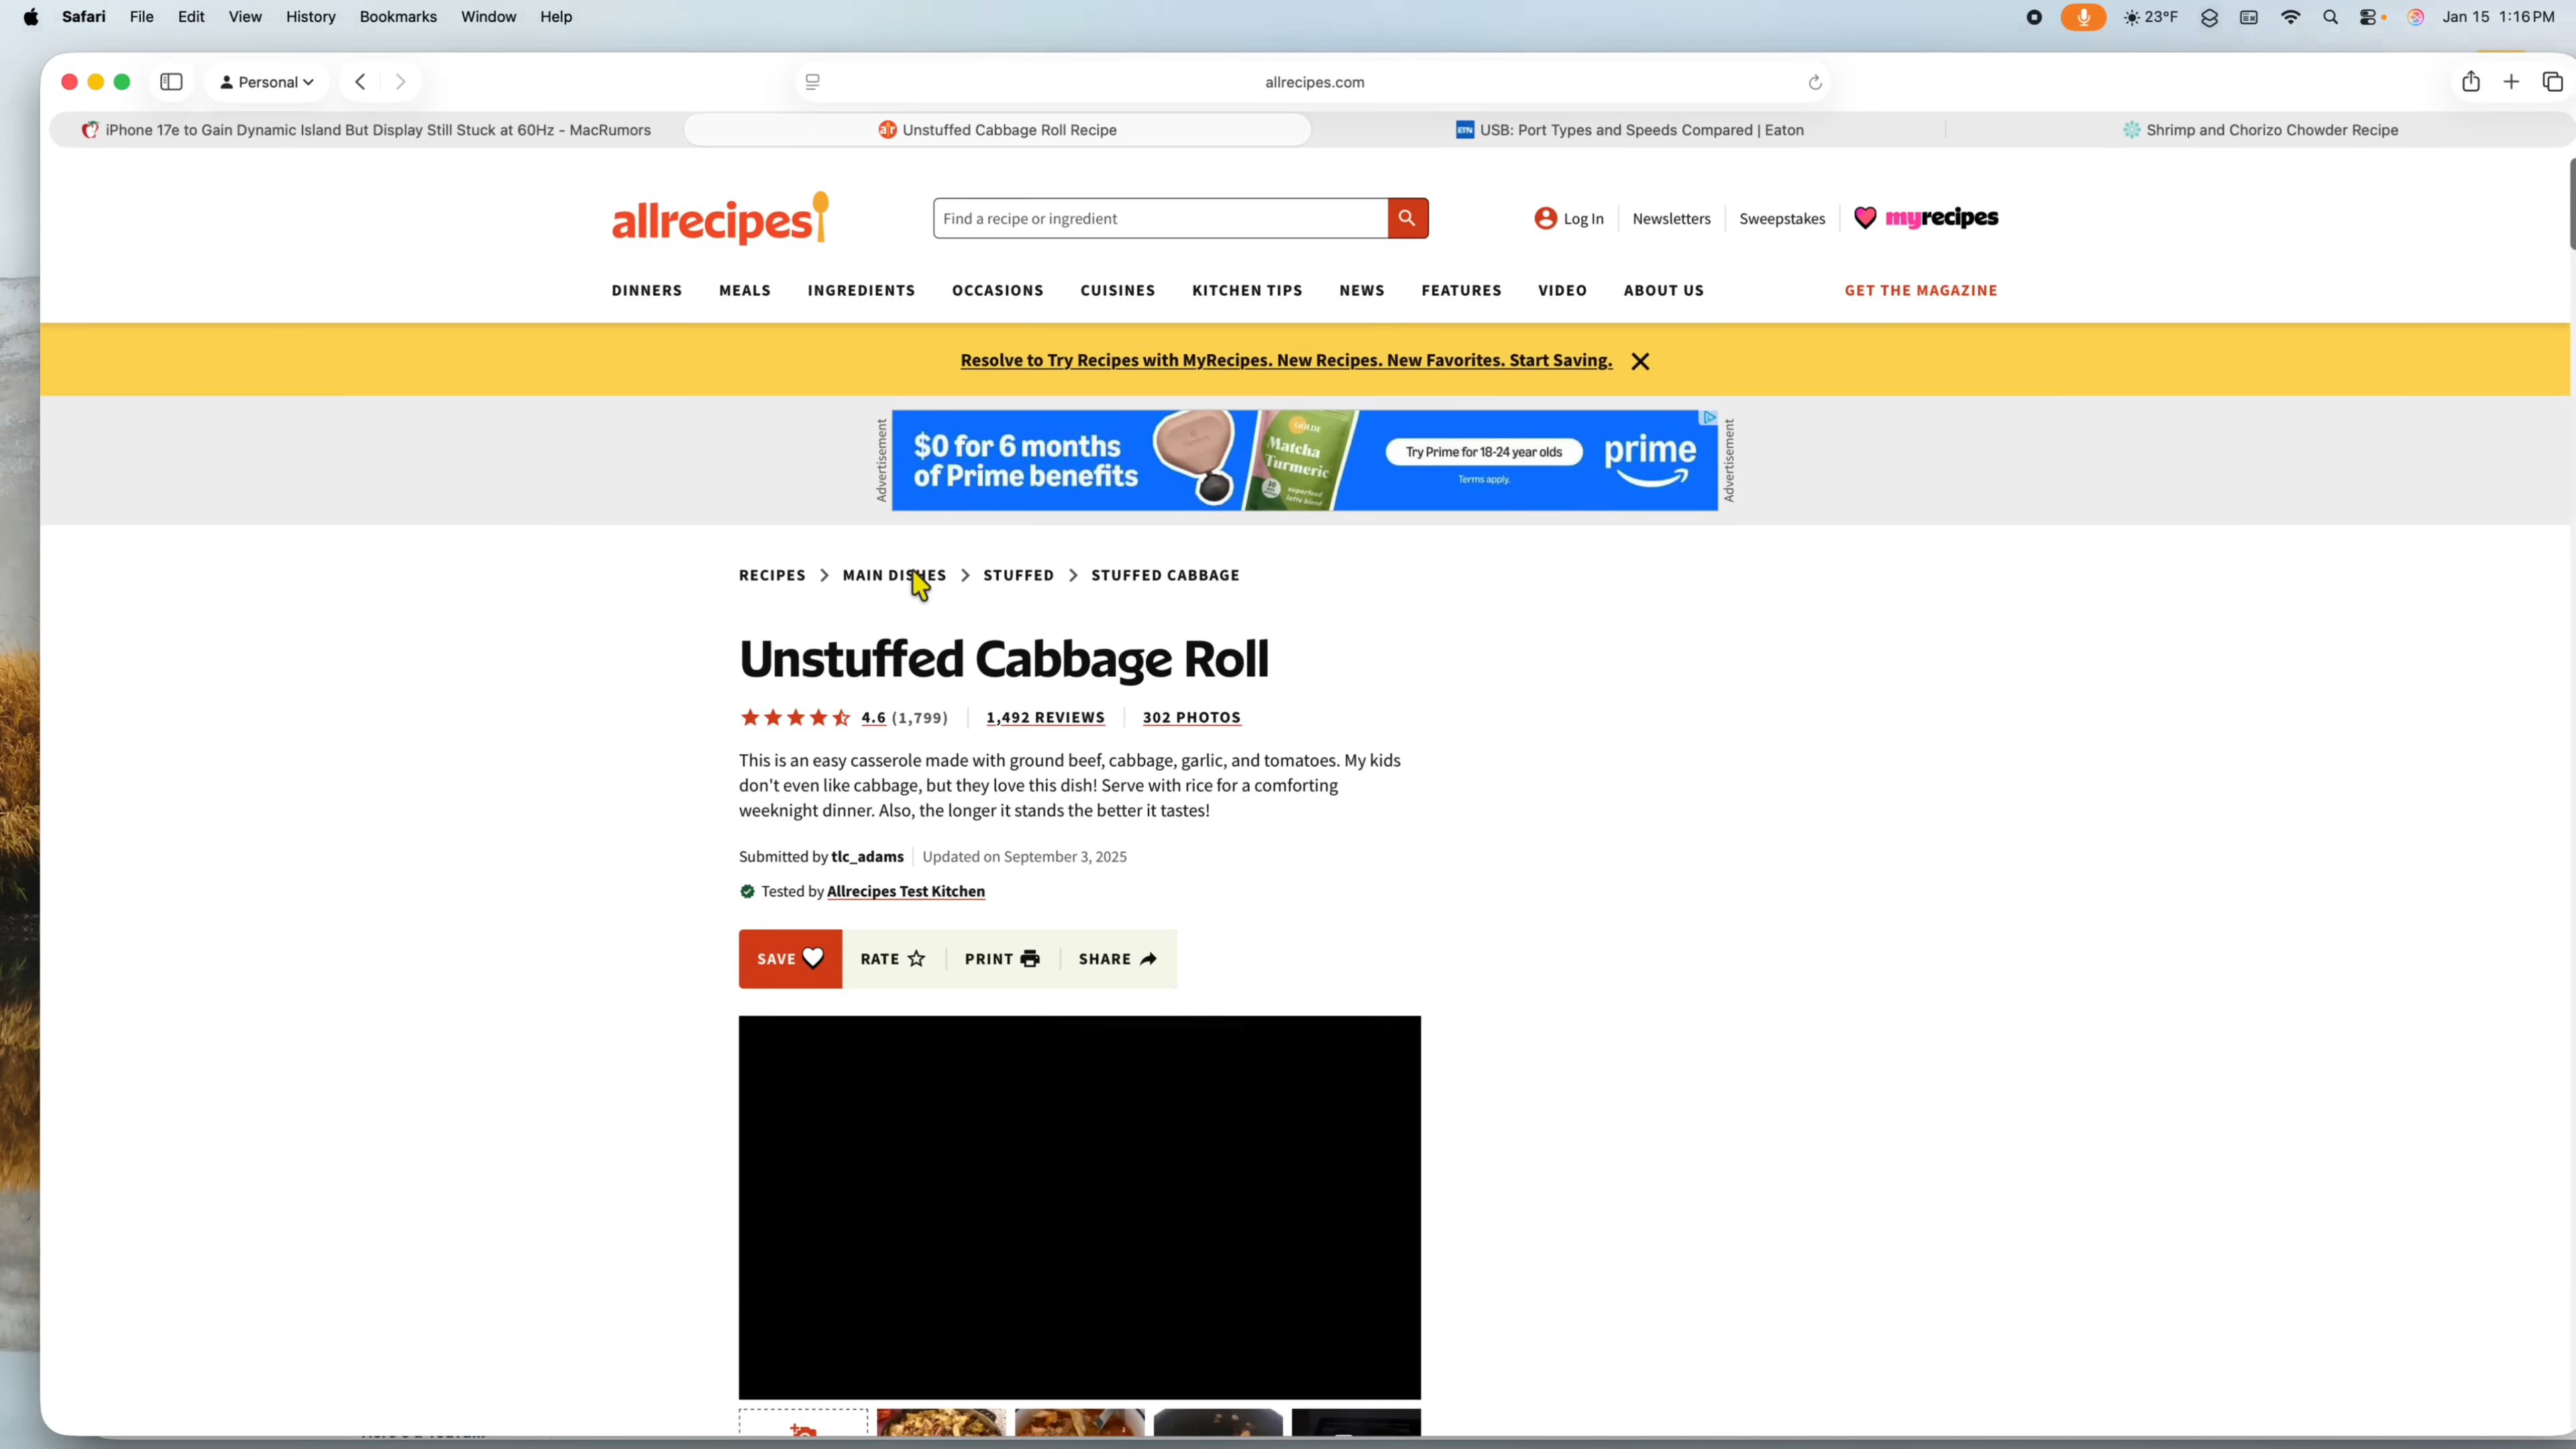 Safari File Edit View History Bookmarks Window Help 23°F Jan 15 1:16 PM
Personal allrecipes.com
iPhone 17e to Gain Dynamic Island But Display Still Stuck at 60Hz - MacRumors
Unstuffed Cabbage Roll Recipe
USB: Port Types and Speeds Compared | Eaton
Shrimp and Chorizo Chowder Recipe
allrecipes
Find a recipe or ingredient
Log In Newsletters Sweepstakes myrecipes
DINNERS MEALS INGREDIENTS OCCASIONS CUISINES KITCHEN TIPS NEWS FEATURES VIDEO ABOUT US GET THE MAGAZINE
Resolve to Try Recipes with MyRecipes. New Recipes. New Favorites. Start Saving.
Advertisement
$0 for 6 months
of Prime benefits
GOLDE
Matcha
Turmeric
superfood
latte blend
Try Prime for 18-24 year olds
Terms apply.
prime
Advertisement
RECIPES > MAIN DISHES > STUFFED > STUFFED CABBAGE
Unstuffed Cabbage Roll
4.6 (1,799) 1,492 REVIEWS 302 PHOTOS
This is an easy casserole made with ground beef, cabbage, garlic, and tomatoes. My kids
don't even like cabbage, but they love this dish! Serve with rice for a comforting
weeknight dinner. Also, the longer it stands the better it tastes!
Submitted by tlc_adams Updated on September 3, 2025
Tested by Allrecipes Test Kitchen
SAVE RATE PRINT SHARE